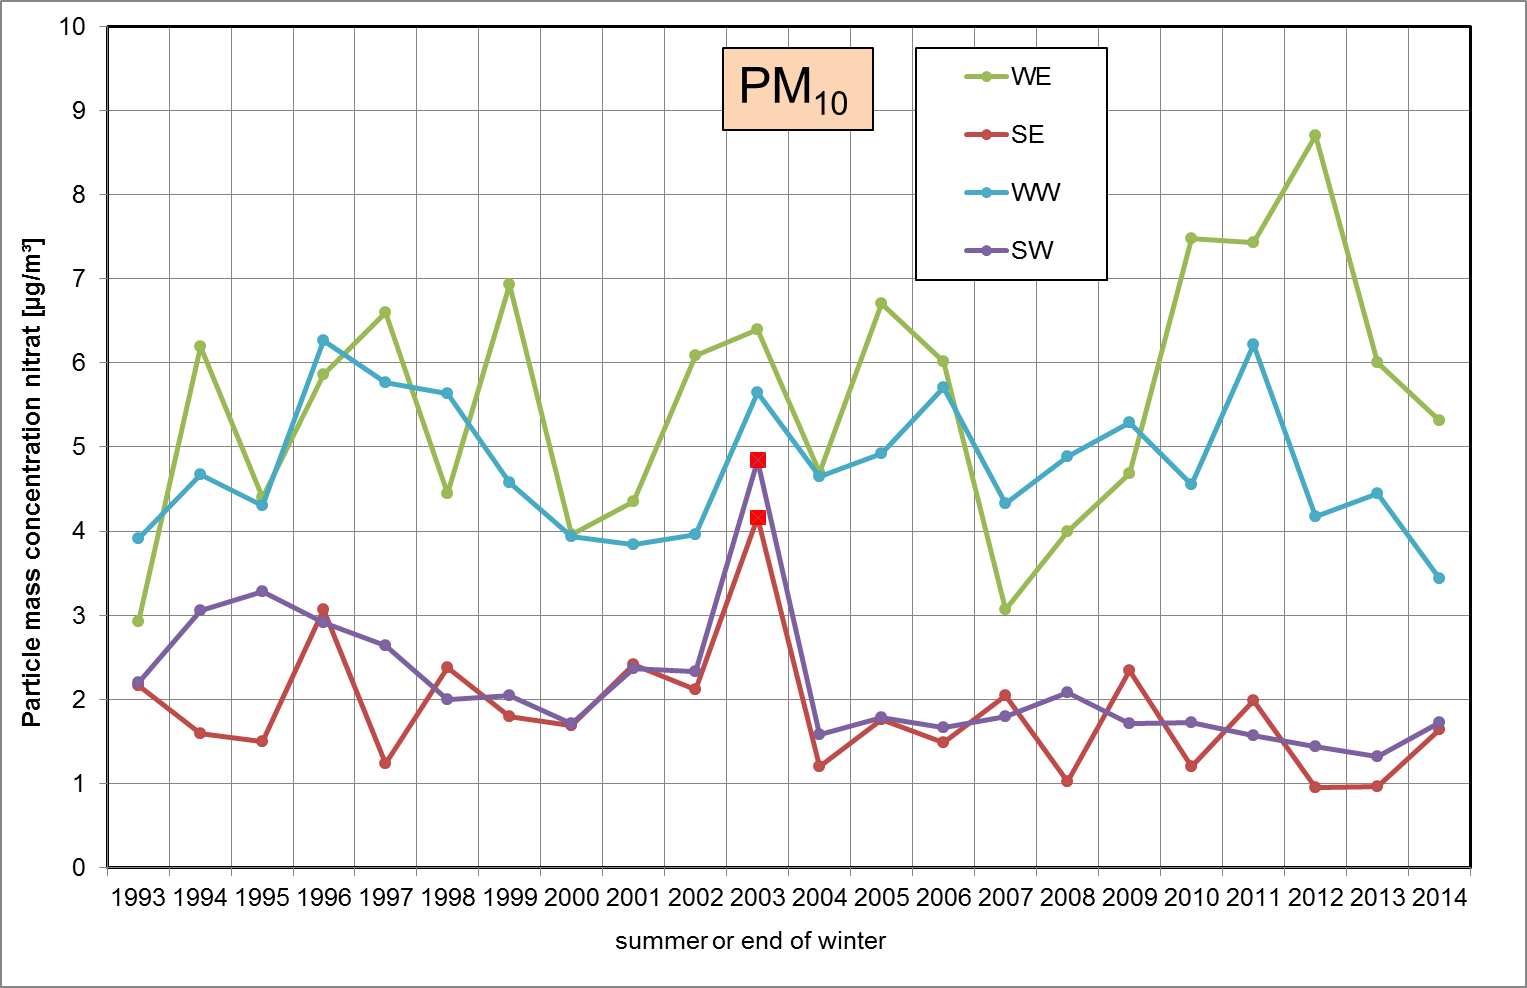 10
PM10
WE
9
SE
8
WW
SW
7
6
5
4
3
2
1
0
Particle mass concentration nitrat [µg/m³]
1993 1994 1995 1996 1997 1998 1999 2000 2001 2002 2003 2004 2005 2006 2007 2008 2009 2010 2011 2012 2013 2014
summer or end of winter